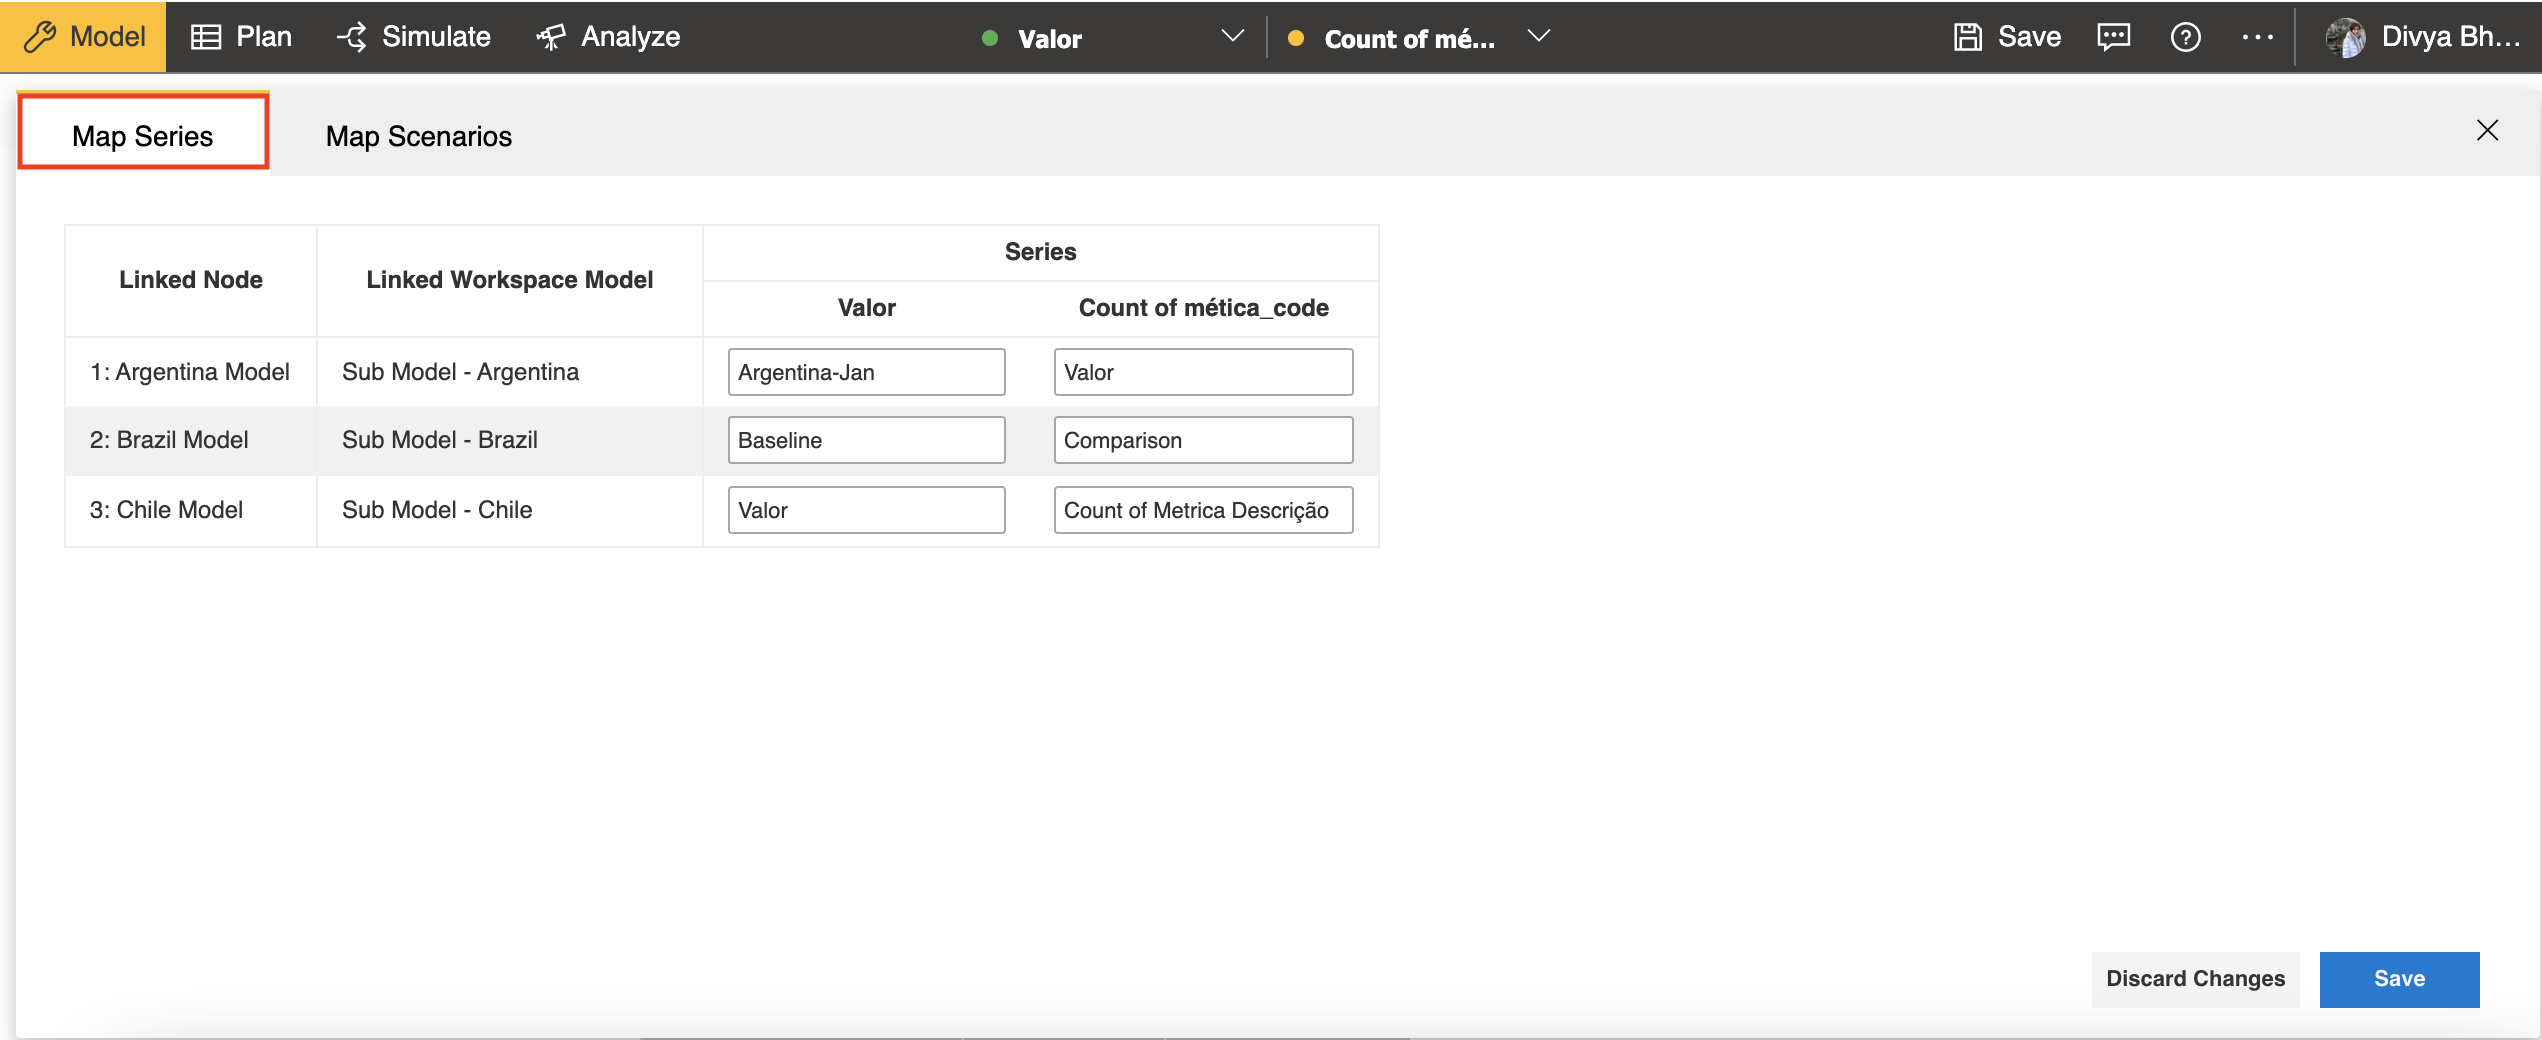 Model Plan Simulate Analyze Valor Count of mé... Save Divya Bh...
Map Series Map Scenarios
Linked Node Linked Workspace Model Series
Valor Count of mética_code
1: Argentina Model Sub Model - Argentina Argentina-Jan Valor
2: Brazil Model Sub Model - Brazil Baseline Comparison
3: Chile Model Sub Model - Chile Valor Count of Metrica Descrição
Discard Changes Save